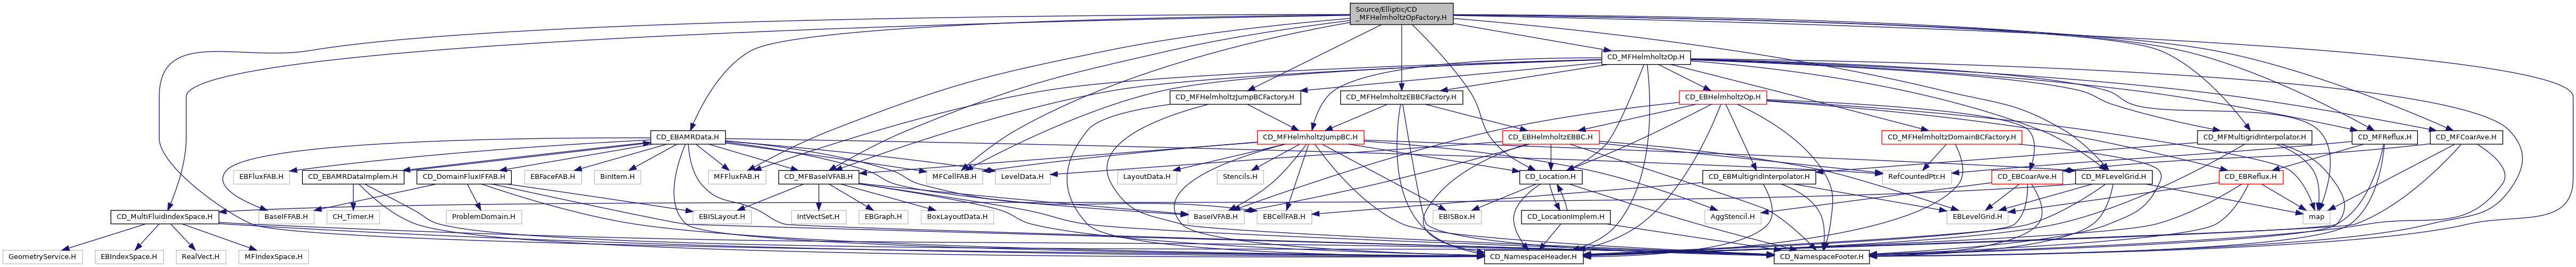 Source/Elliptic/CD
_MFHelmholtzOpFactory.H
CD_MFHelmholtzOp.H
CD_MFHelmholtzJumpBCFactory.H
CD_MFHelmholtzEBBCFactory.H
CD_EBHelmholtzOp.H
CD_EBAMRData.H
CD_MFHelmholtzJumpBC.H
CD_EBHelmholtzEBBC.H
CD_MFHelmholtzDomainBCFactory.H
CD_MFMultigridInterpolator.H
CD_MFReflux.H
CD_MFCoarAve.H
EBFluxFAB.H
CD_EBAMRDataImplem.H
CD_DomainFluxIFFAB.H
EBFaceFAB.H
BinItem.H
MFFluxFAB.H
CD_MFBaseIVFAB.H
MFCellFAB.H
LevelData.H
LayoutData.H
Stencils.H
CD_Location.H
CD_EBMultigridInterpolator.H
RefCountedPtr.H
CD_EBCoarAve.H
CD_MFLevelGrid.H
CD_EBReflux.H
CD_MultiFluidIndexSpace.H
BaseIFFAB.H
CH_Timer.H
ProblemDomain.H
EBISLayout.H
IntVectSet.H
EBGraph.H
BoxLayoutData.H
BaseIVFAB.H
EBCellFAB.H
EBISBox.H
CD_LocationImplem.H
AggStencil.H
EBLevelGrid.H
map
GeometryService.H
EBIndexSpace.H
RealVect.H
MFIndexSpace.H
CD_NamespaceHeader.H
CD_NamespaceFooter.H